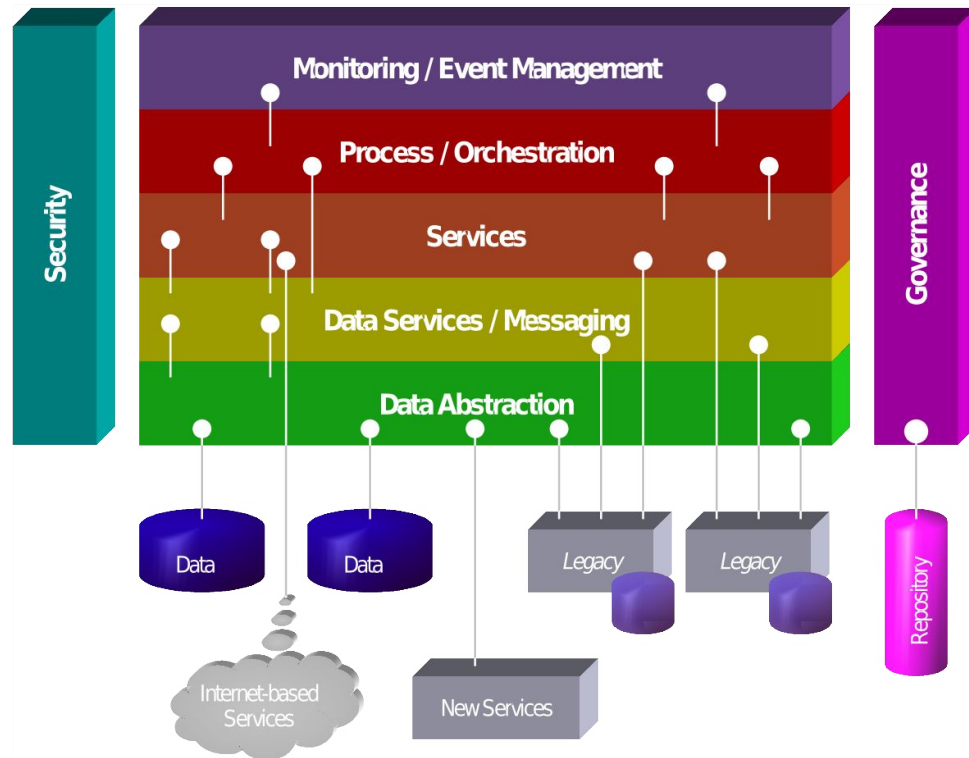 Security
Monitoring / Event Management
Process / Orchestration
Services
Data Services / Messaging
Data Abstraction
Governance
Data
Data
Legacy
Legacy
Repository
Internet-based
Services
New Services